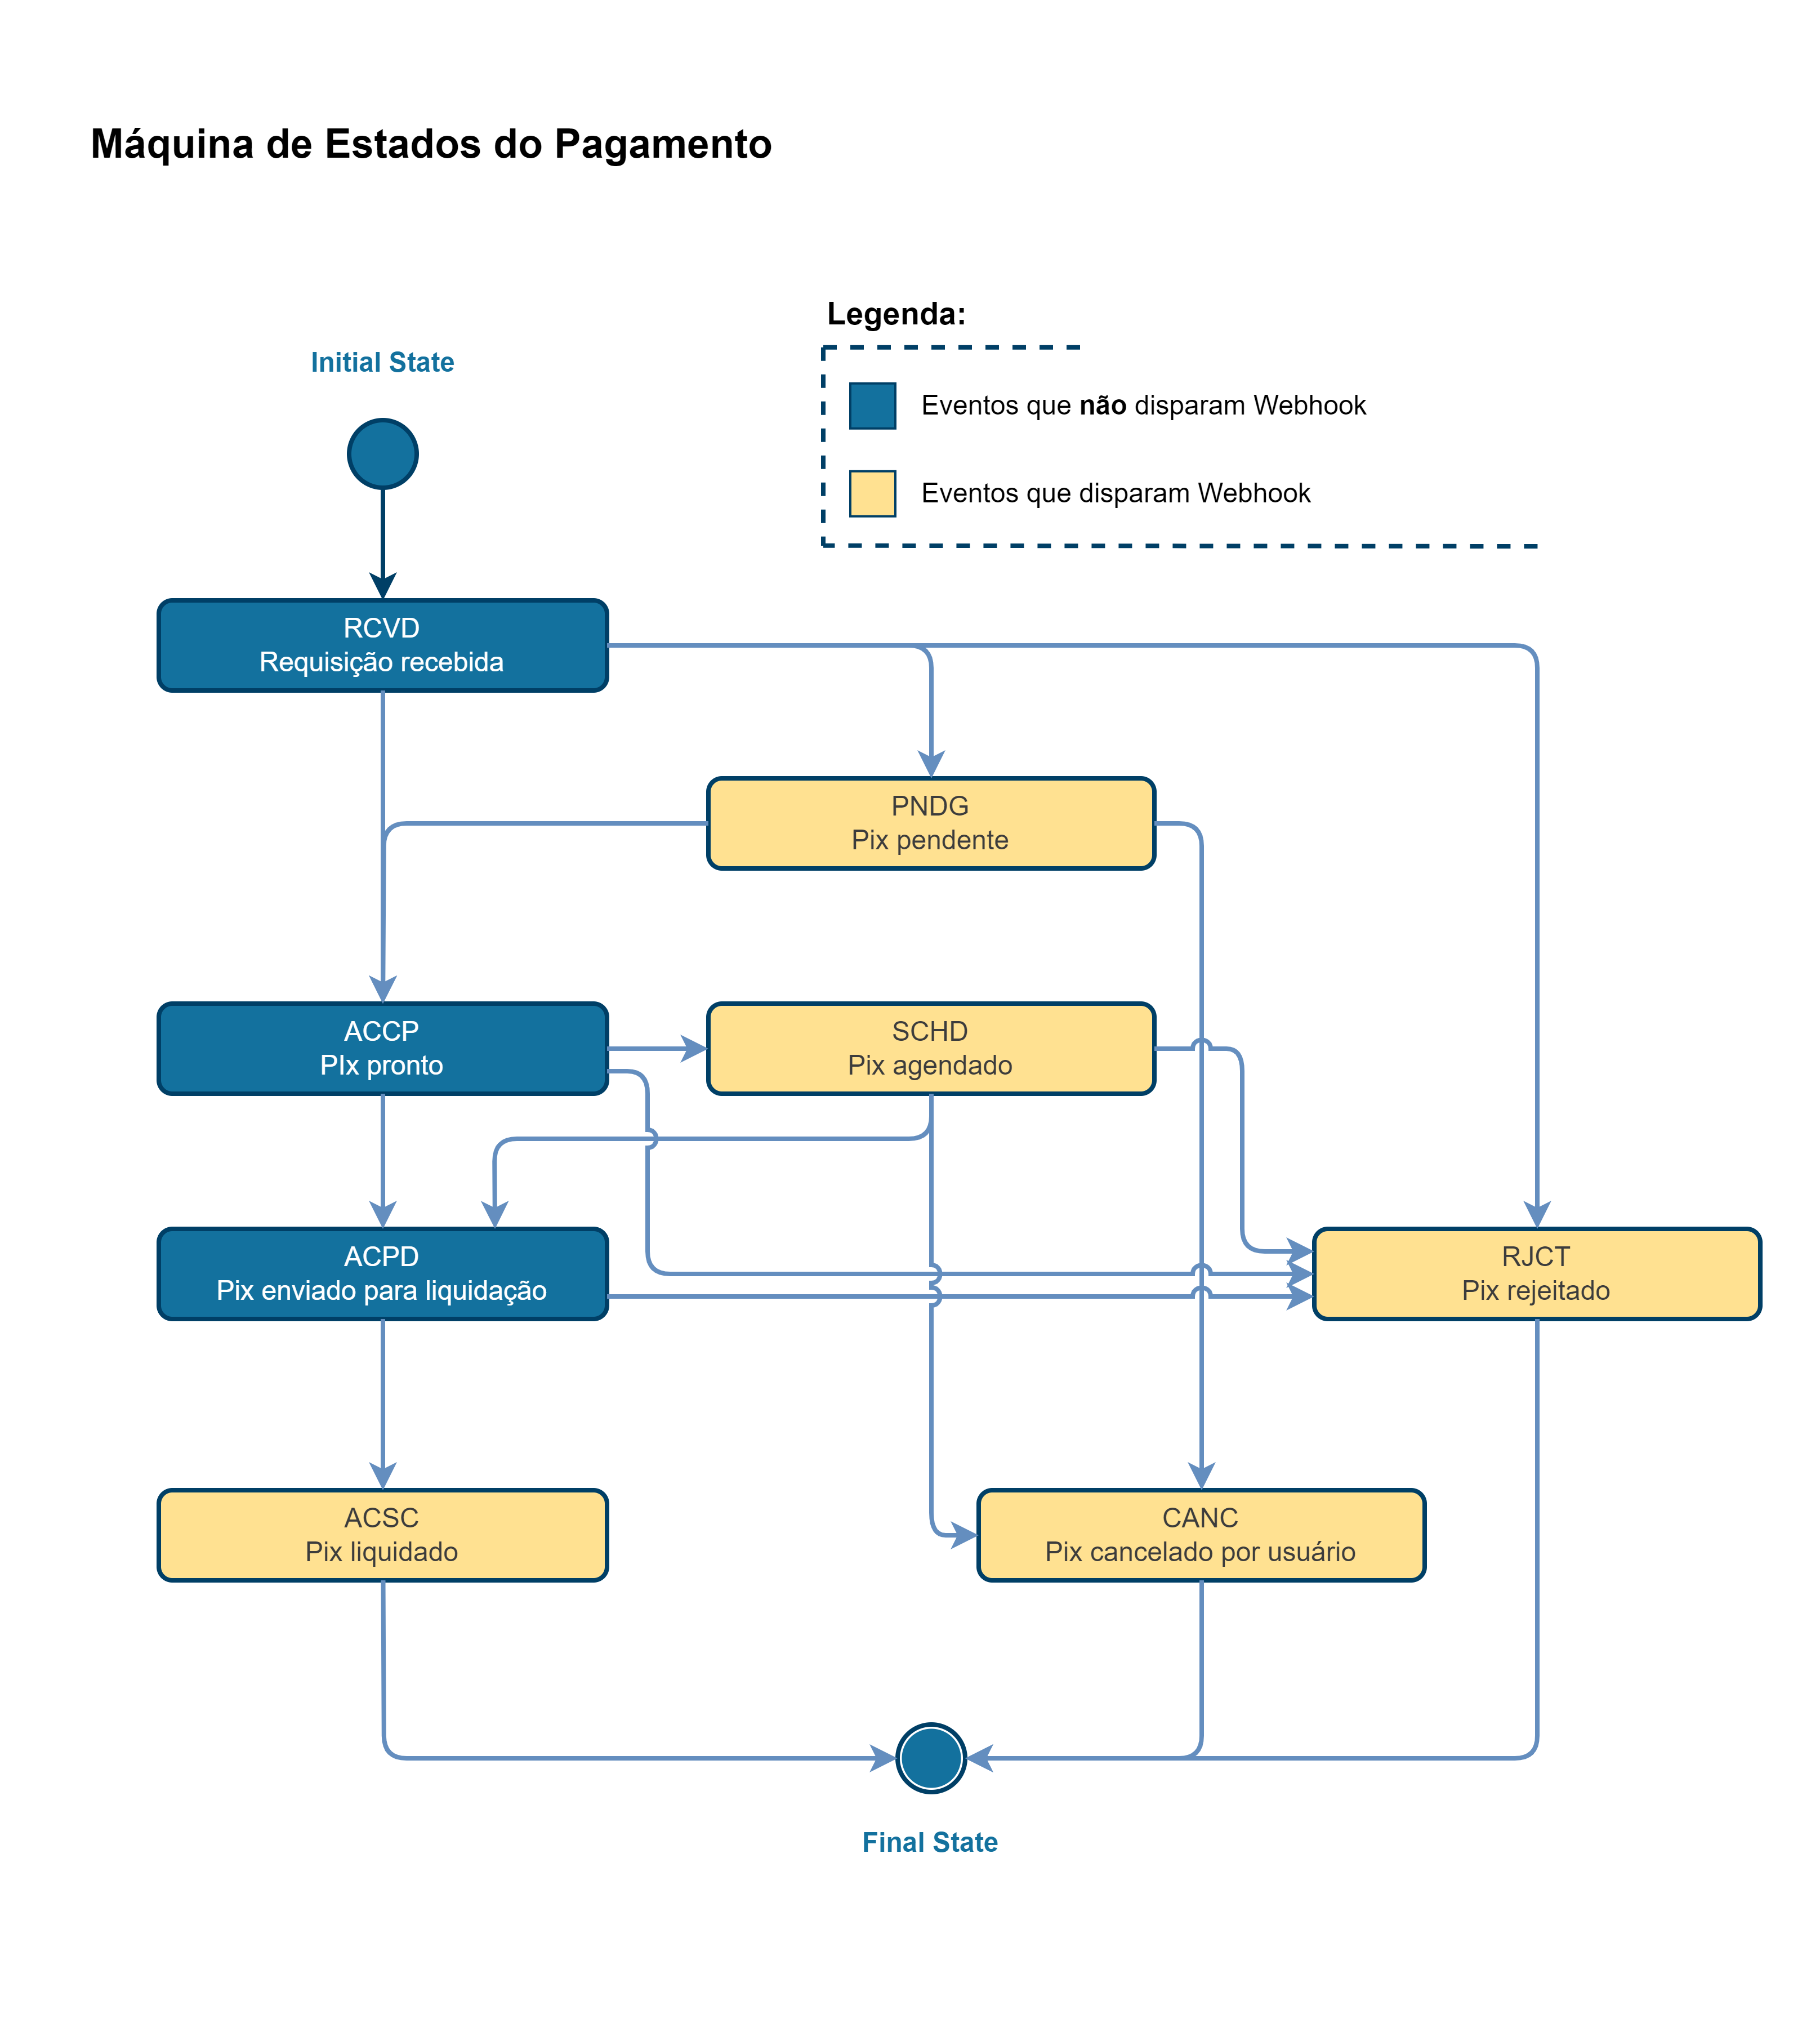 Máquina de Estados do Pagamento
Legenda:
Initial State
Eventos que não disparam Webhook
Eventos que disparam Webhook
RCVD
Requisição recebida
PNDG
Pix pendente
ACCP
PIx pronto
SCHD
Pix agendado
ACPD
Pix enviado para liquidação
RJCT
Pix rejeitado
ACSC
Pix liquidado
CANC
Pix cancelado por usuário
Final State